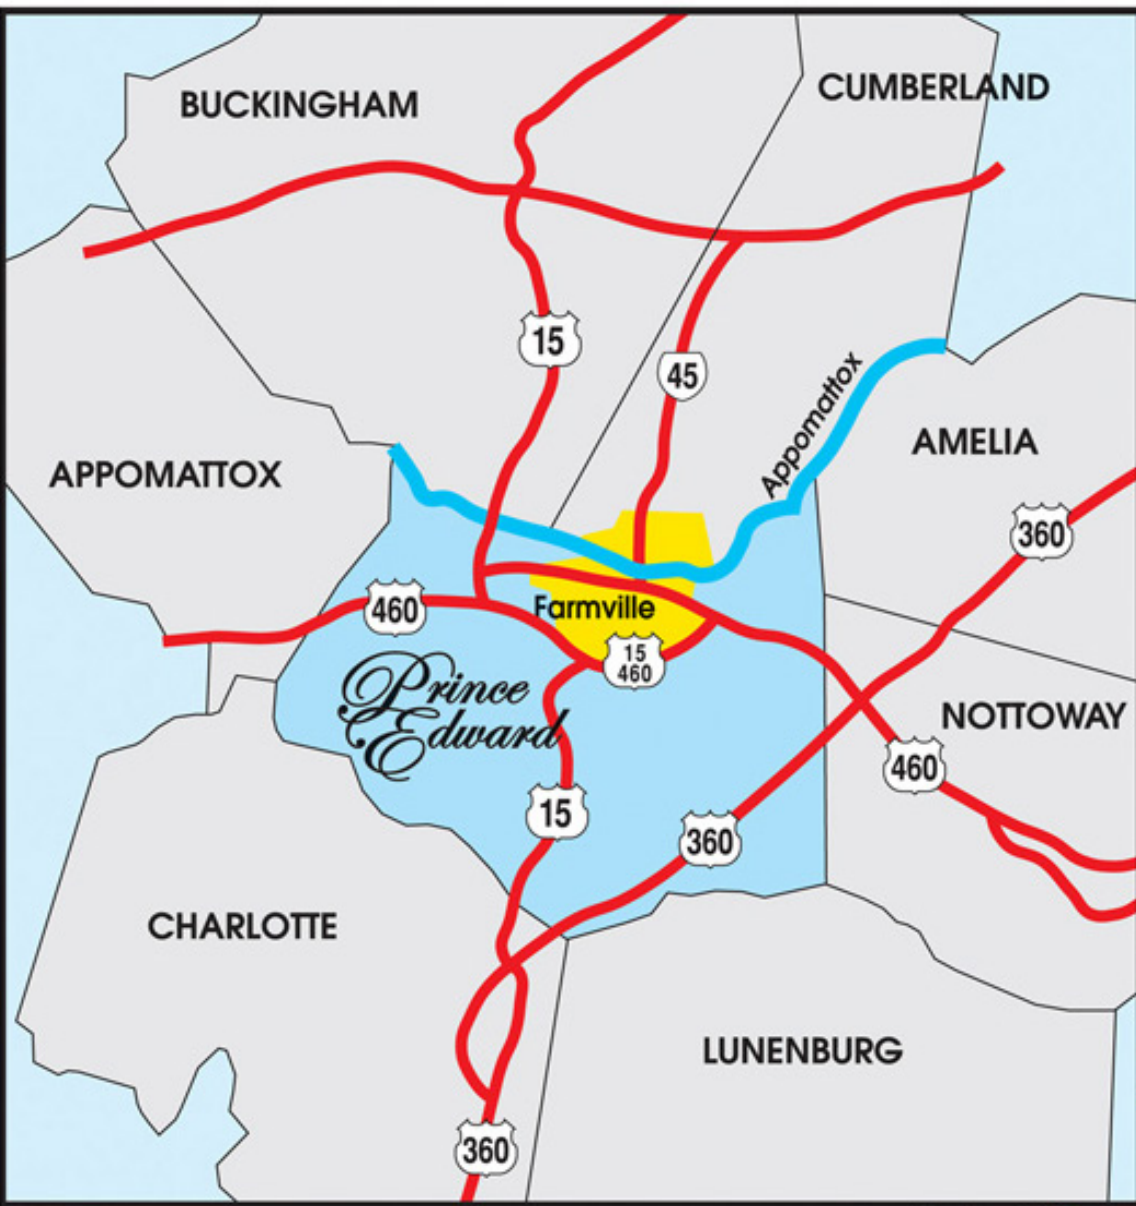 BUCKINGHAM
CUMBERLAND
15
45
Appomattox
AMELIA
APPOMATTOX
360
460
Farmville
15
460
Prince
Edward
NOTTOWAY
460
15
360
CHARLOTTE
LUNENBURG
360